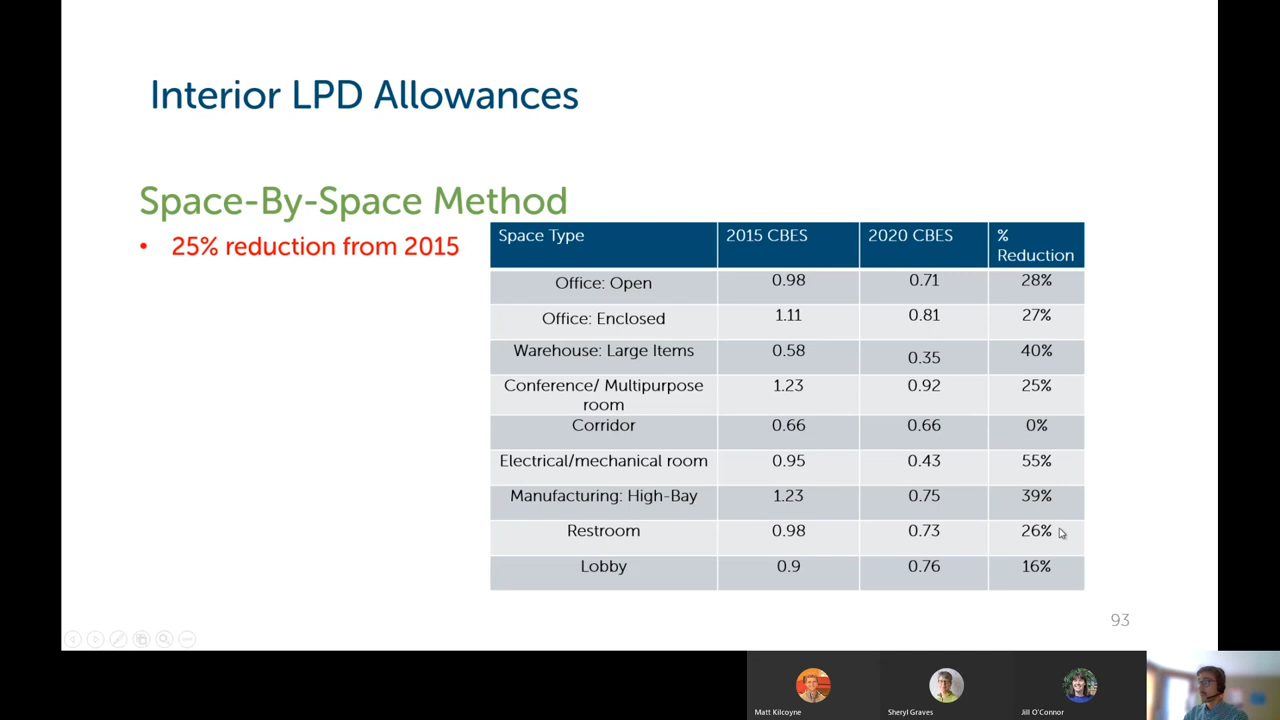 Interior LPD Allowances
Space-By-Space Method
• 25% reduction from 2015
Space Type 2015 CBES 2020 CBES %
Reduction
Office: Open 0.98 0.71 28%
Office: Enclosed 1.11 0.81 27%
Warehouse: Large Items 0.58 0.35 40%
Conference/ Multipurpose
room 1.23 0.92 25%
Corridor 0.66 0.66 0%
Electrical/mechanical room 0.95 0.43 55%
Manufacturing: High-Bay 1.23 0.75 39%
Restroom 0.98 0.73 26%
Lobby 0.9 0.76 16%
93
Matt Kilcoyne
Sheryl Graves
Jill O'Connor